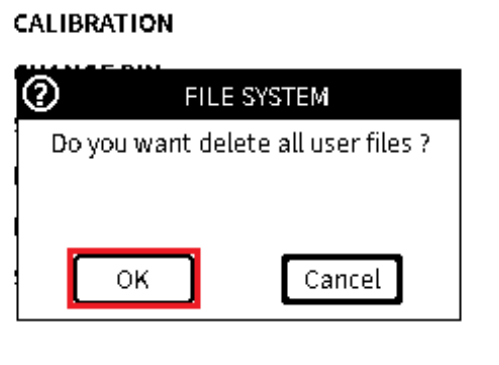 CALIBRATION
FILE SYSTEM
Do you want delete all user files ?
OK
Cancel